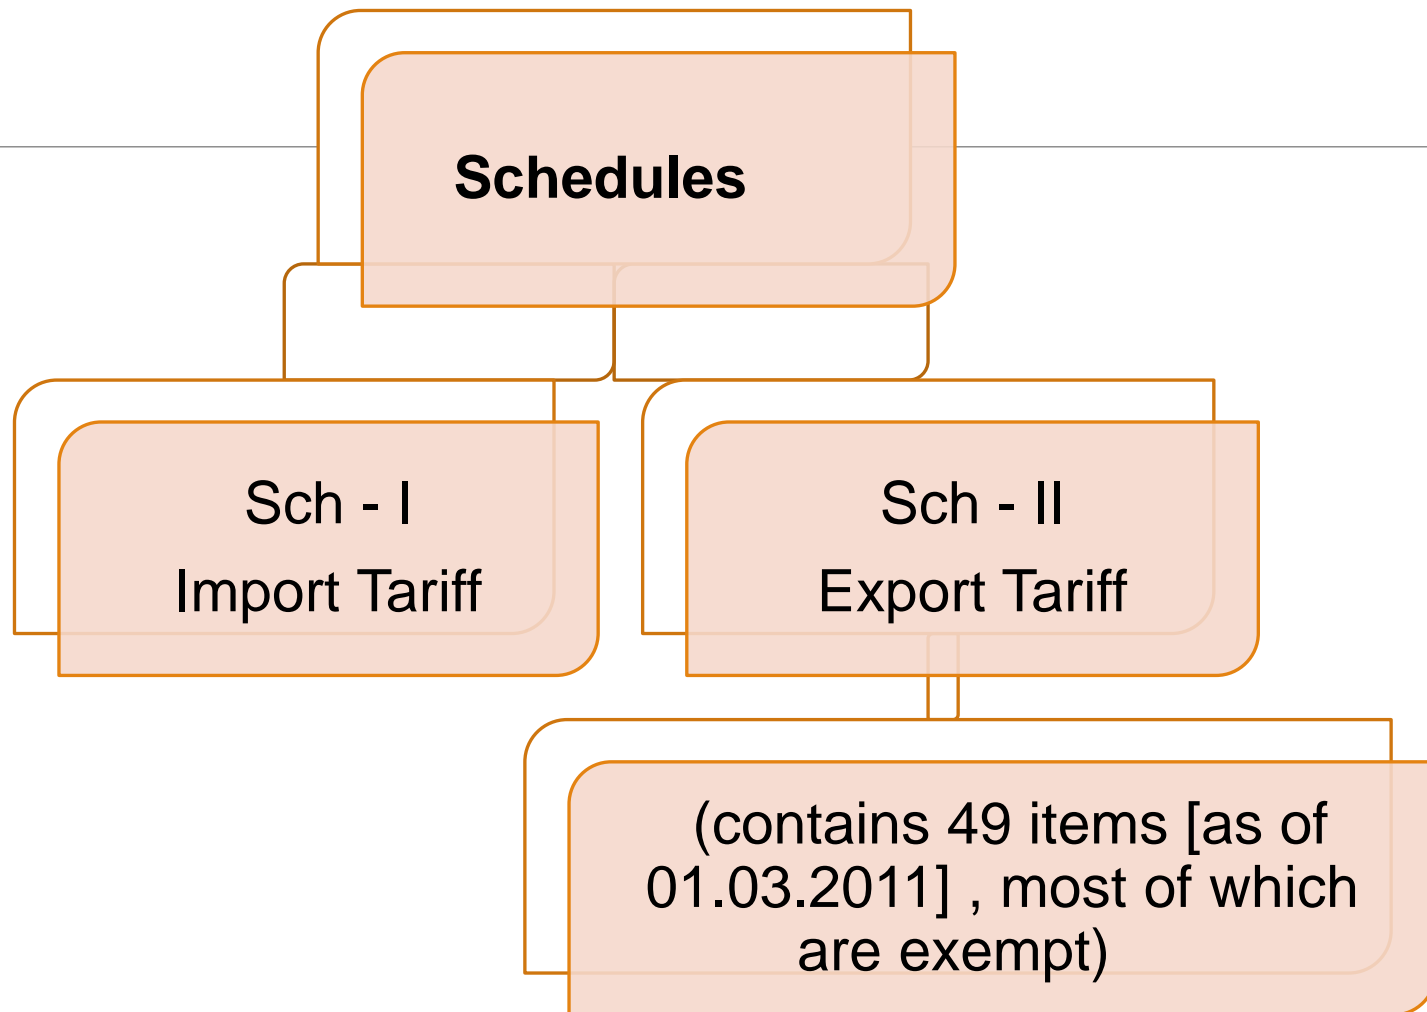 Schedules
Sch - I
Import Tariff
Sch - II
Export Tariff
(contains 49 items [as of
01.03.2011] , most of which
are exempt)